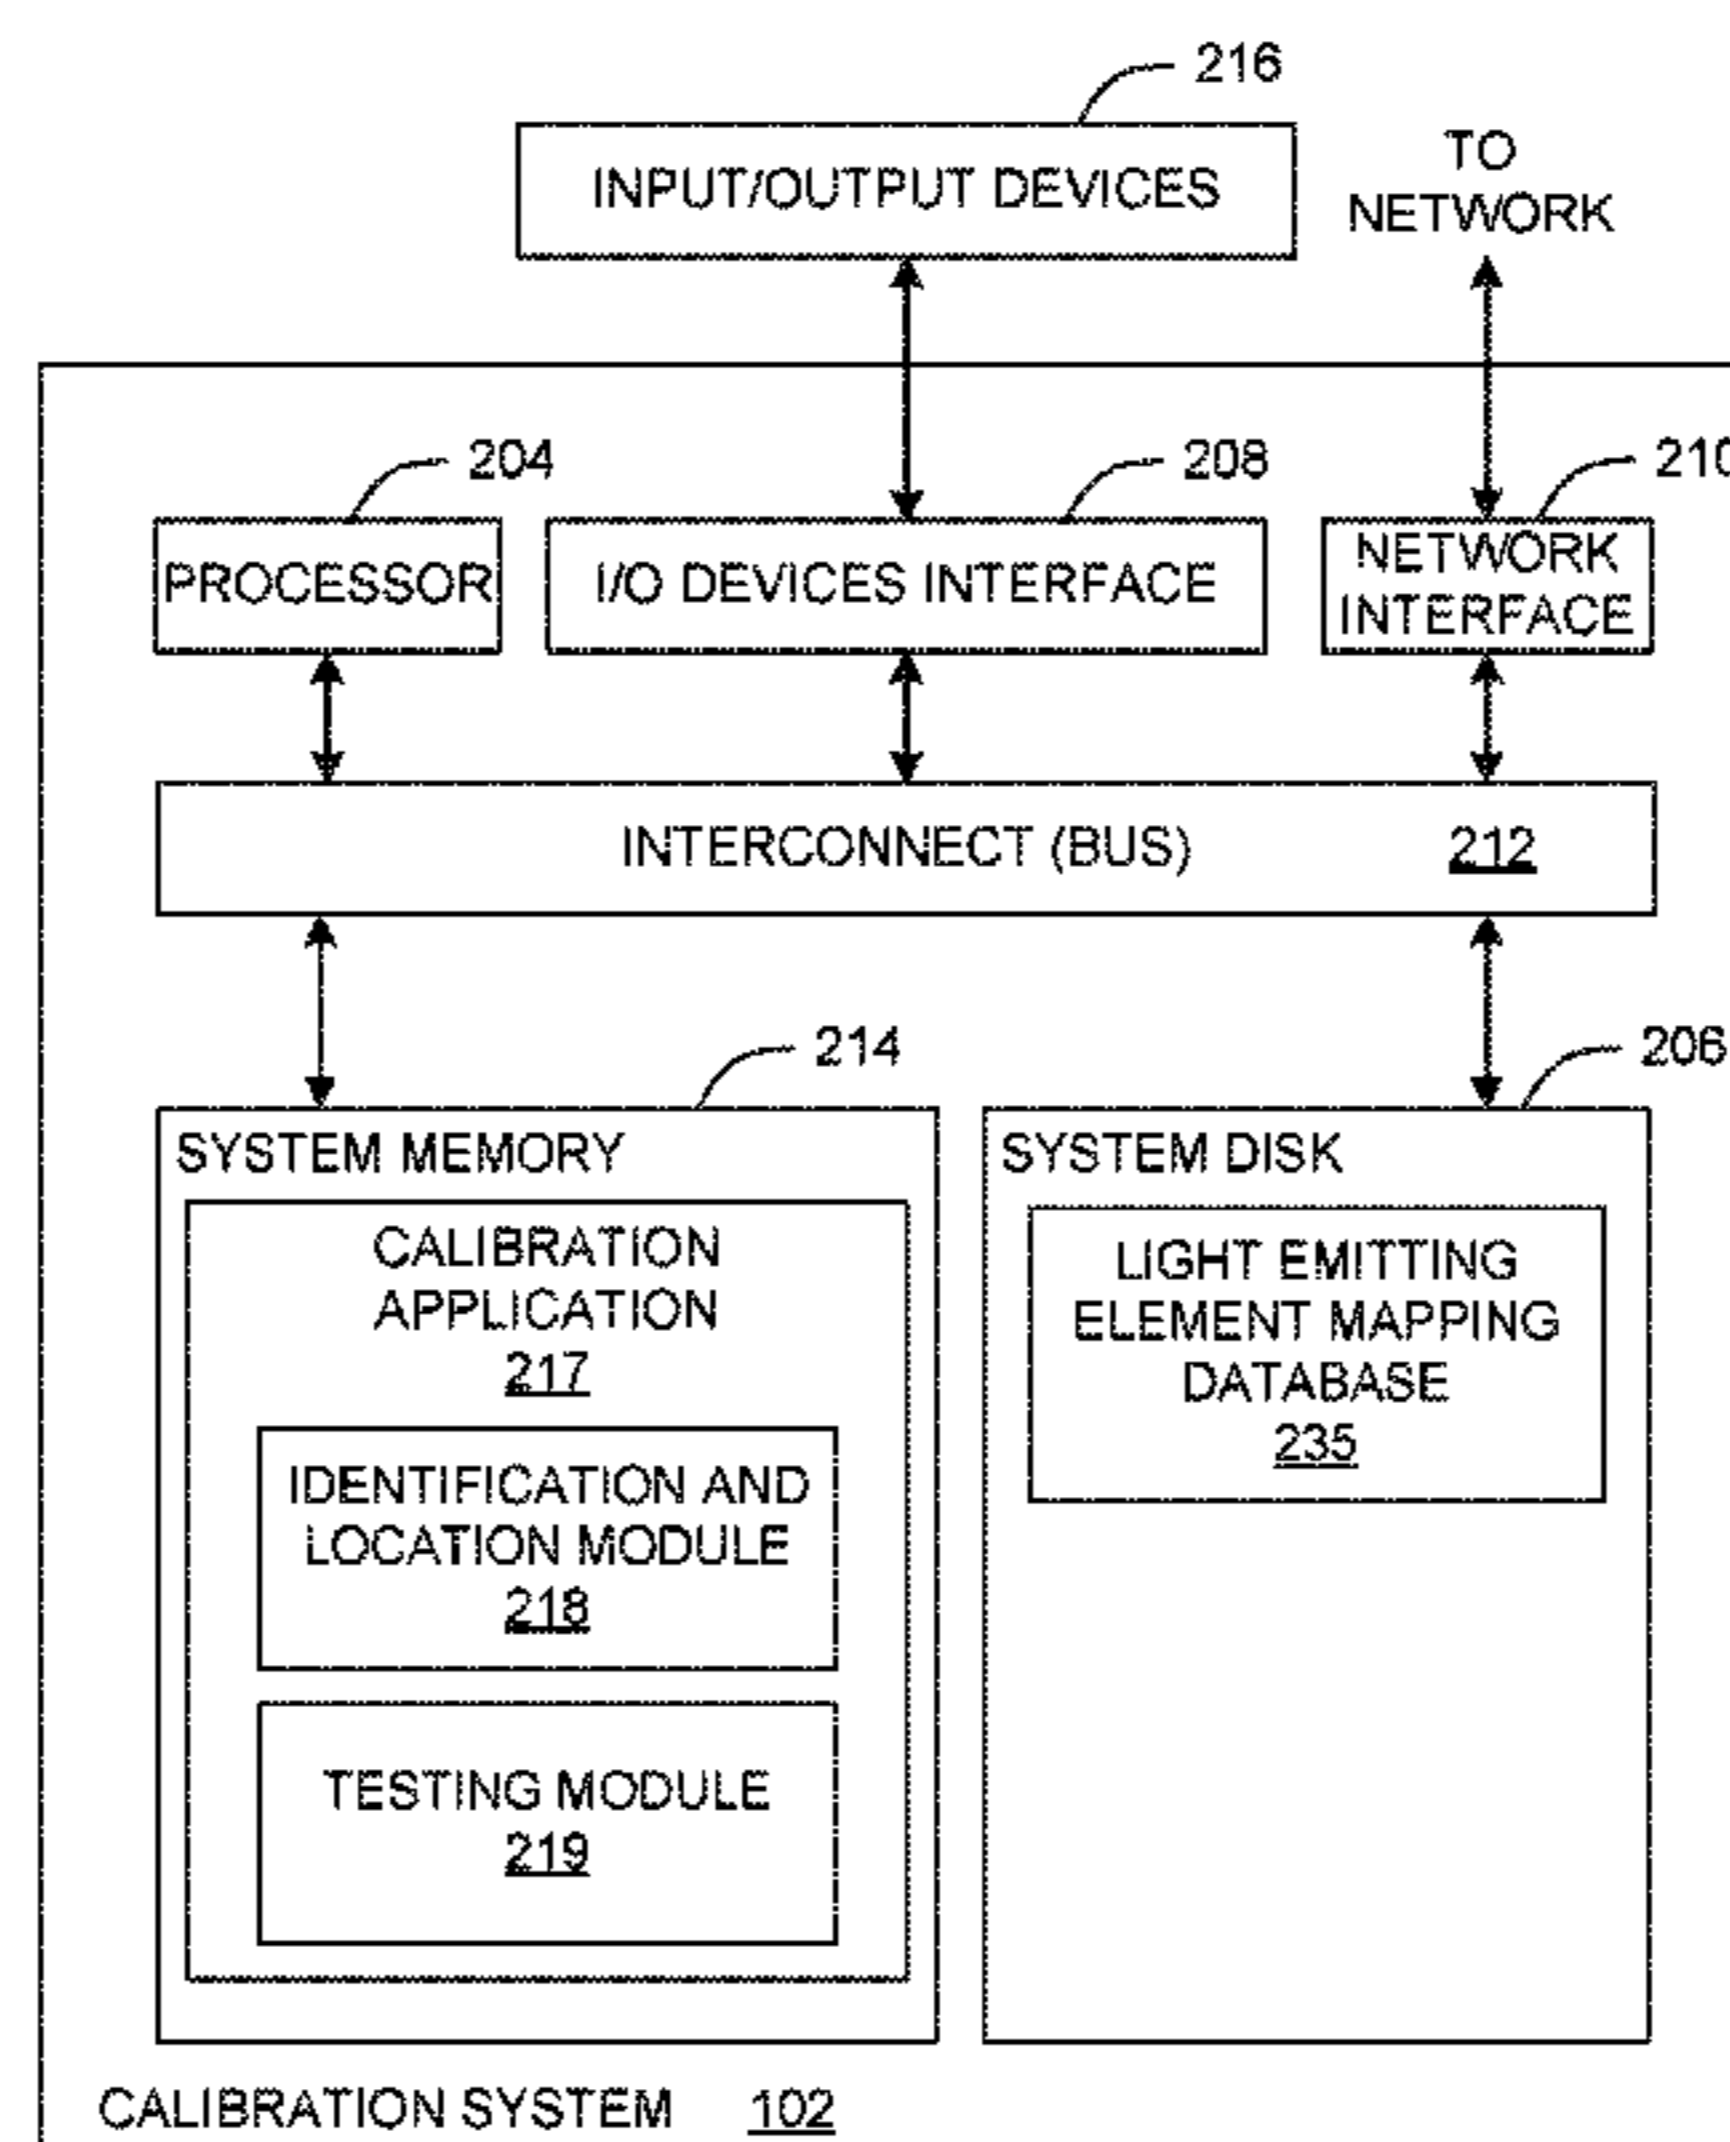 216
INPUT/OUTPUT DEVICES
TO
NETWORK
204
208
210
PROCESSOR
I/O DEVICES INTERFACE
NETWORK
INTERFACE
INTERCONNECT (BUS) 212
214
206
SYSTEM MEMORY
CALIBRATION
APPLICATION
217
IDENTIFICATION AND
LOCATION MODULE
218
TESTING MODULE
219
SYSTEM DISK
LIGHT EMITTING
ELEMENT MAPPING
DATABASE
235
CALIBRATION SYSTEM 102